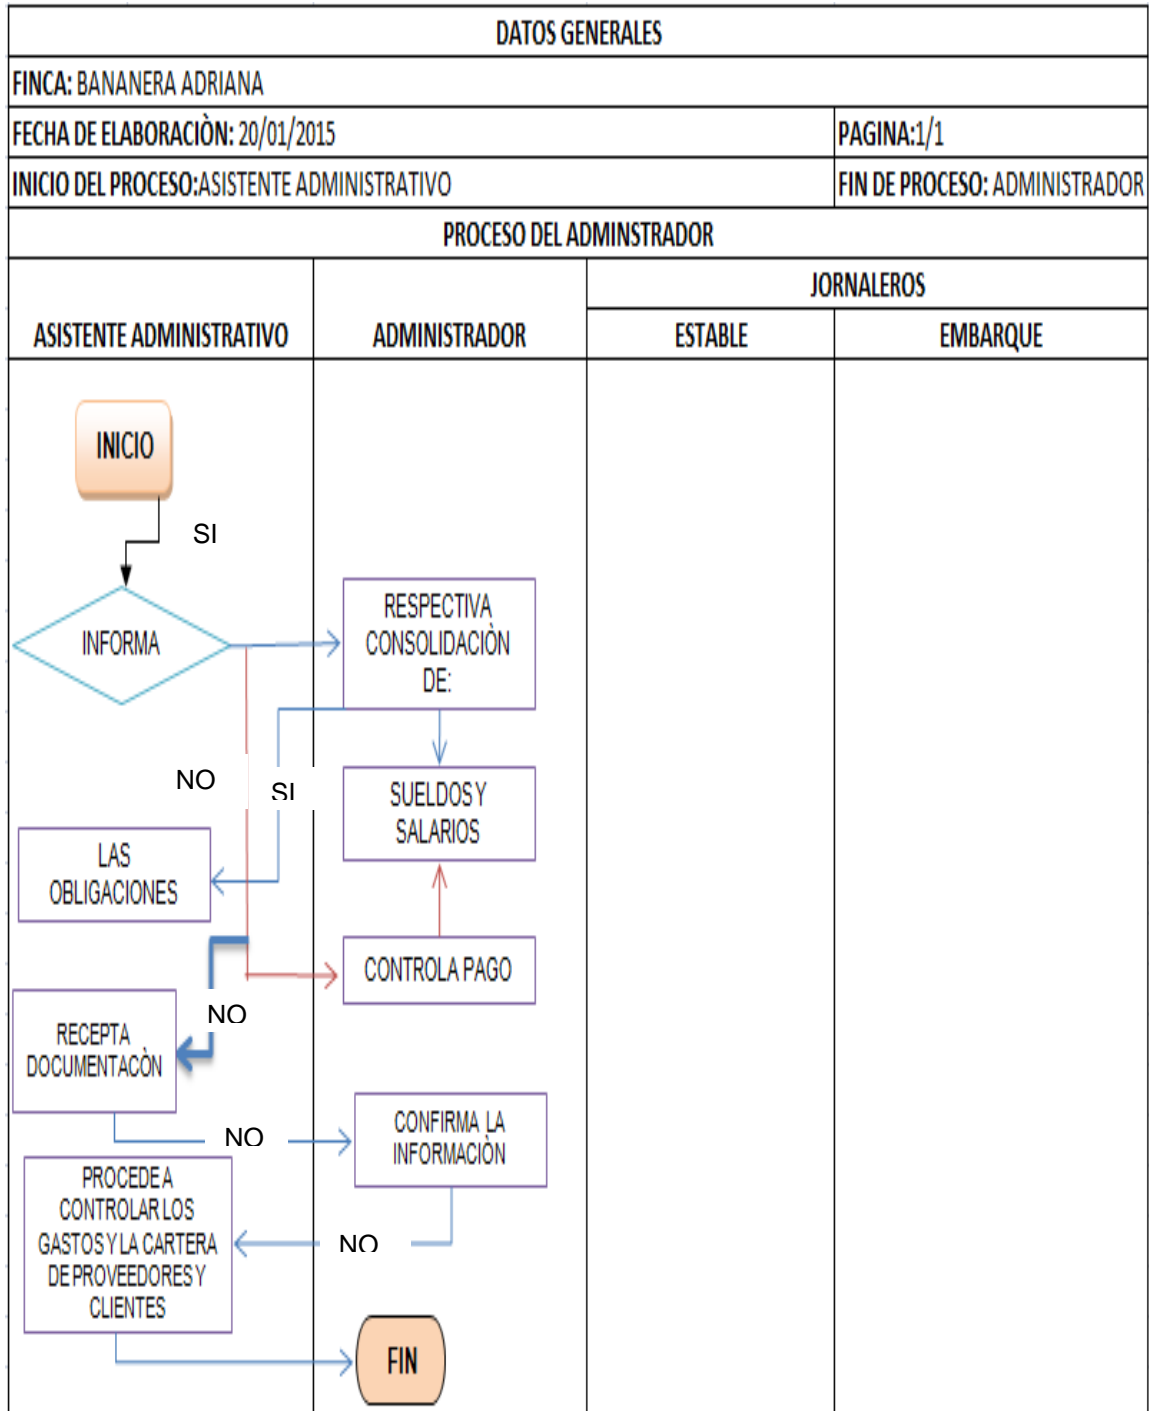 DATOS GENERALES
FINCA: BANANERA ADRIANA
FECHA DE ELABORACIÒN: 20/01/2015
PAGINA:1/1
INICIO DEL PROCESO:ASISTENTE ADMINISTRATIVO
FIN DE PROCESO: ADMINISTRADOR
PROCESO DEL ADMINSTRADOR
JORNALEROS
ASISTENTE ADMINISTRATIVO
ADMINISTRADOR
ESTABLE
EMBARQUE
INICIO
SI
INFORMA
RESPECTIVA
CONSOLIDACIÒN
DE:
NO
SI
SUELDOS Y
SALARIOS
LAS
OBLIGACIONES
CONTROLA PAGO
NO
RECEPTA
DOCUMENTACÒN
NO
CONFIRMA LA
INFORMACIÒN
PROCEDE A
CONTROLAR LOS
GASTOS Y LA CARTERA
DE PROVEEDORES Y
CLIENTES
NO
FIN